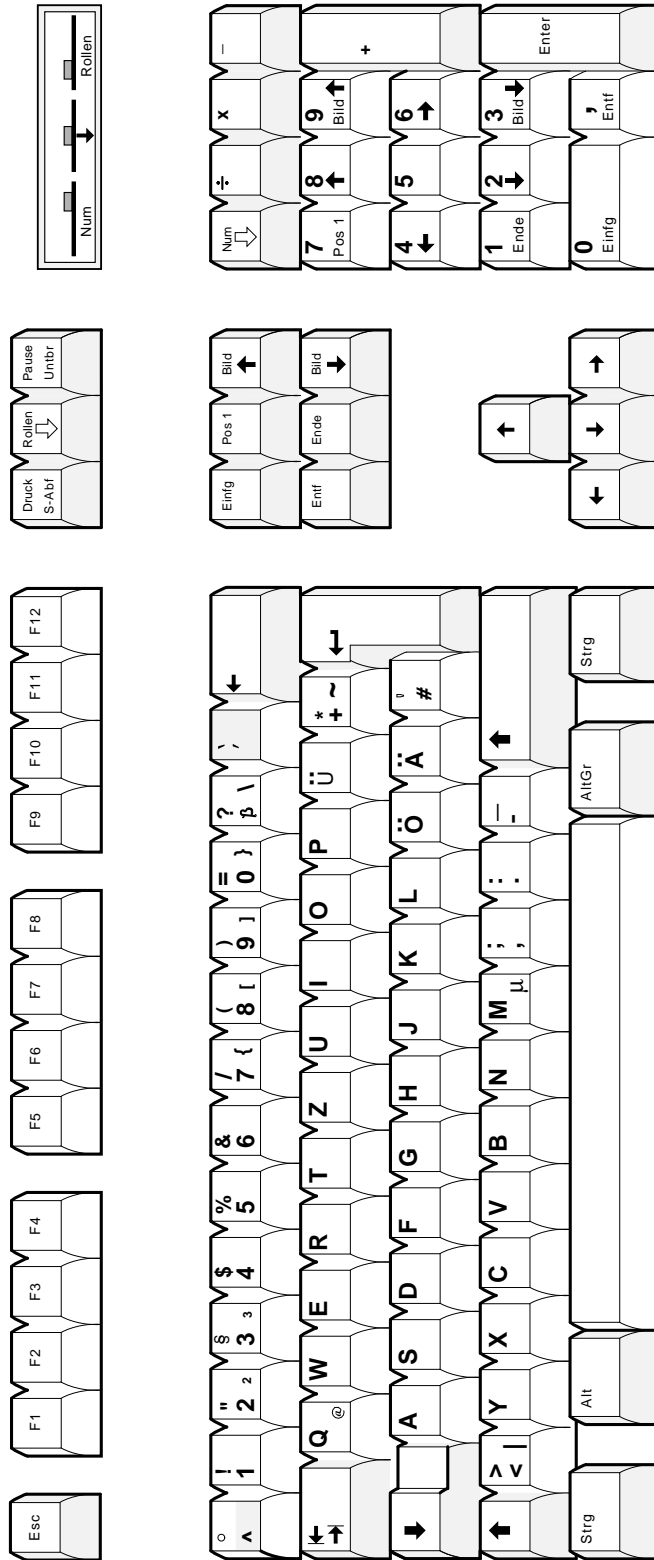 Esc
F1 F2 F3 F4
F5 F6 F7 F8
F9 F10 F11 F12
Druck
S-Abf
Rollen
⇩
Pause
Untbr
Num ↓ Rollen
° ! " § $ % & / ( ) = ? `
^ 1 2 ² 3 ³ 4 5 6 7 { 8 [ 9 ] 0 } β \ ´ ←
Einfg Pos 1 Bild ↑
Num ⇩ ÷ x −
Q @ W E R T Z U I O P Ü * + ~ ↵
Entf Ende Bild ↓
7 8 9 +
Pos 1 ↑ Bild ↑
A S D F G H J K L Ö Ä ' #
4 5 6
← →
↑ > < | Y X C V B N M µ ; , : . _ - ↑
↑
1 2 3 Enter
Ende ↓ Bild ↓
Strg Alt AltGr Strg
← ↓ →
0 ,
Einfg Entf